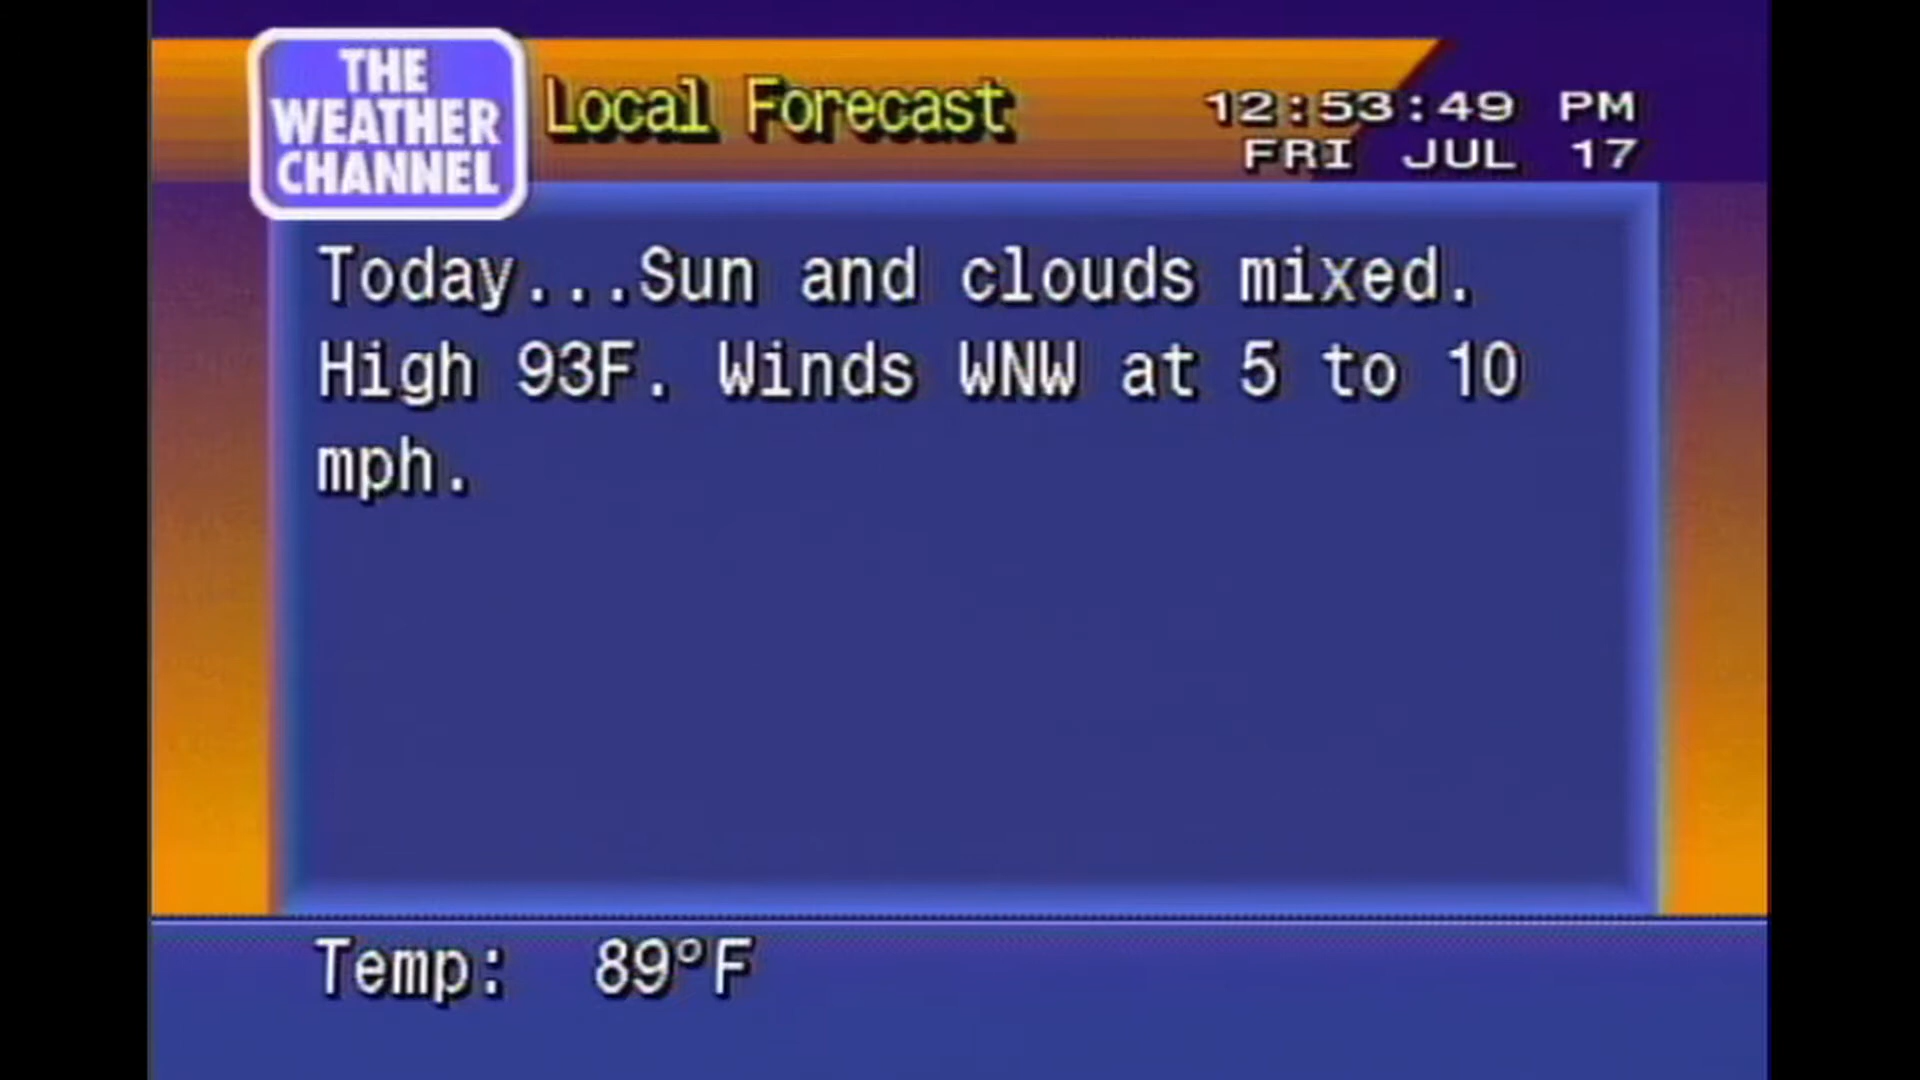 THE
WEATHER
CHANNEL
Local Forecast
12:53:49 PM
FRI JUL 17
Today...Sun and clouds mixed.
High 93F. Winds WNW at 5 to 10
mph.
Temp: 89°F